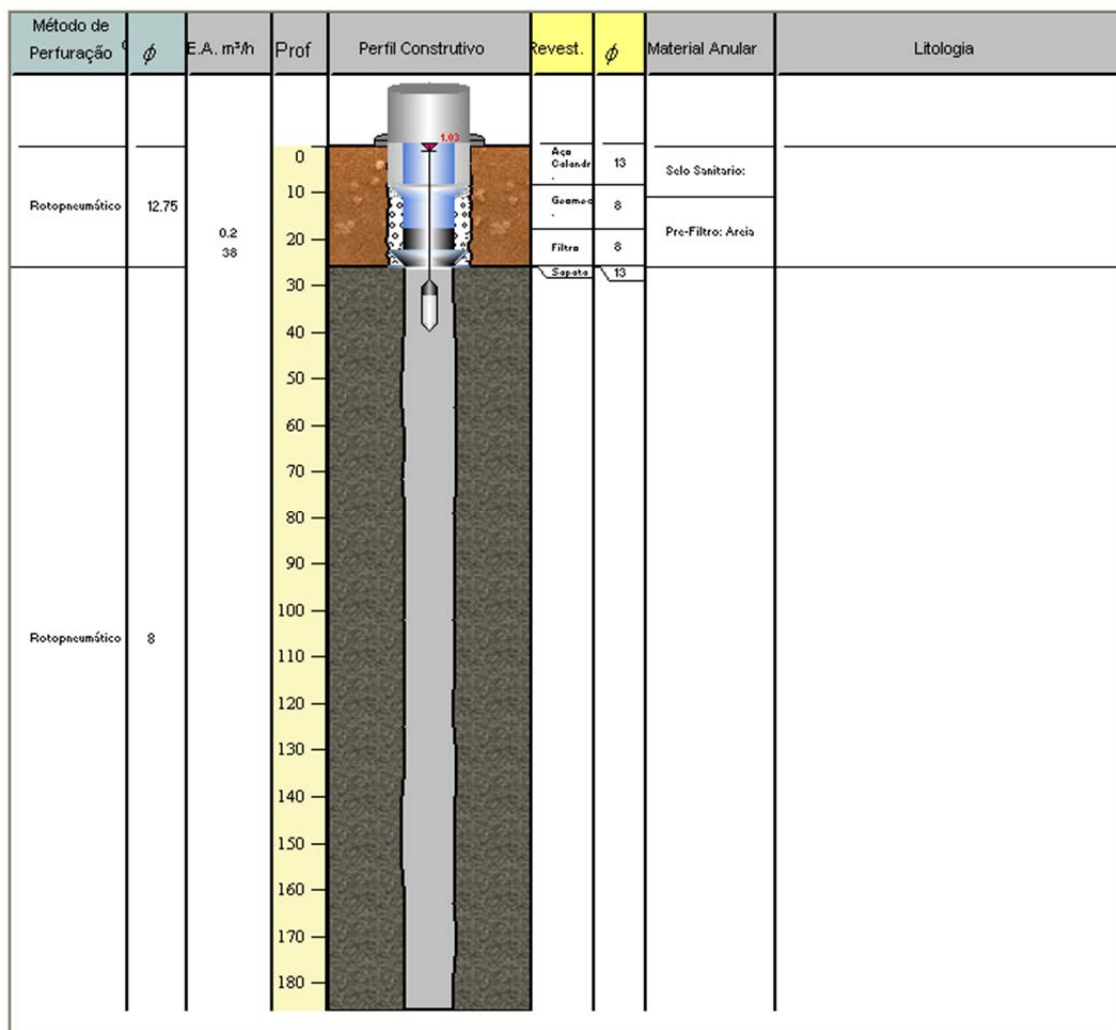 Método de
Perfuração
ϕ
E.A. m³/h
Prof
Perfil Construtivo
Revest.
ϕ
Material Anular
Litologia
1.03
0
Aço
Calandr
.
13
Selo Sanitario:
10
Rotopneumático
12.75
Geomec
.
8
Pre-Filtro: Areia
0.2
20
38
Filtro
8
Sapata
13
30
40
50
60
70
80
90
100
Rotopneumático
8
110
120
130
140
150
160
170
180